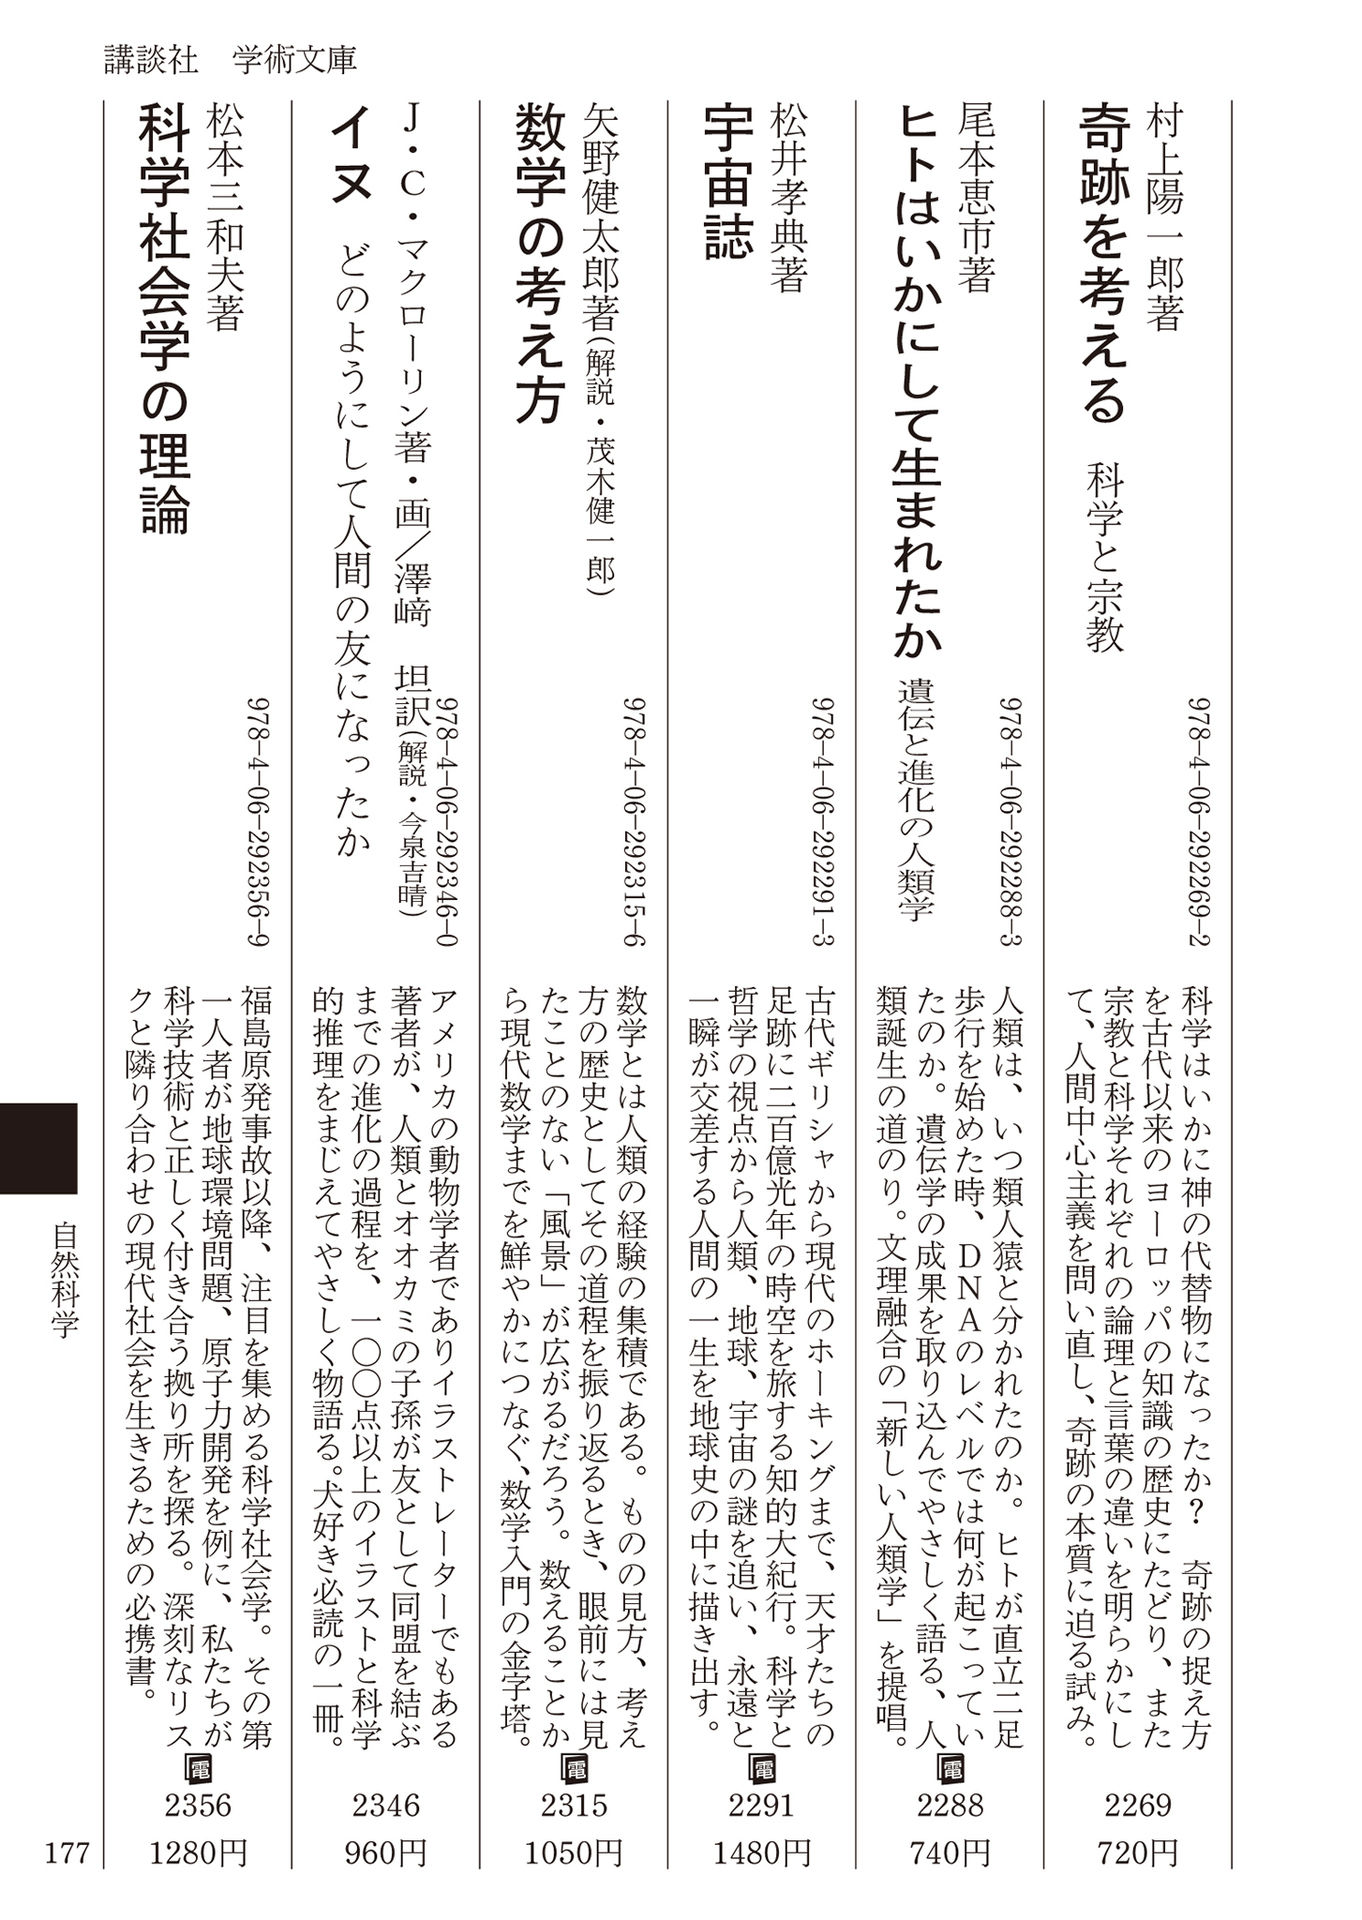 講談社　学術文庫
村上陽一郎著
奇跡を考える　科学と宗教
978-4-06-292269-2
科学はいかに神の代替物になったか？　奇跡の捉え方
を古代以来のヨーロッパの知識の歴史にたどり、また
宗教と科学それぞれの論理と言葉の違いを明らかにし
て、人間中心主義を問い直し、奇跡の本質に迫る試み。
2269
720円
尾本恵市著
ヒトはいかにして生まれたか　遺伝と進化の人類学
978-4-06-292288-3
人類は、いつ類人猿と分かれたのか。ヒトが直立二足
歩行を始めた時、DNAのレベルでは何が起こってい
たのか。遺伝学の成果を取り込んでやさしく語る、人
類誕生の道のり。文理融合の「新しい人類学」を提唱。
電
2288
740円
松井孝典著
宇宙誌
978-4-06-292291-3
古代ギリシャから現代のホーキングまで、天才たちの
足跡に二百億光年の時空を旅する知的大紀行。科学と
哲学の視点から人類、地球、宇宙の謎を追い、永遠と
一瞬が交差する人間の一生を地球史の中に描き出す。
電
2291
1480円
矢野健太郎著（解説・茂木健一郎）
数学の考え方
978-4-06-292315-6
数学とは人類の経験の集積である。ものの見方、考え
方の歴史としてその道程を振り返るとき、眼前には見
たことのない「風景」が広がるだろう。数えることか
ら現代数学までを鮮やかにつなぐ、数学入門の金字塔。
電
2315
1050円
J・C・マクローリン著・画／澤﨑　坦訳（解説・今泉吉晴）
イヌ　どのようにして人間の友になったか
978-4-06-292346-0
アメリカの動物学者でありイラストレーターでもある
著者が、人類とオオカミの子孫が友として同盟を結ぶ
までの進化の過程を、一〇〇点以上のイラストと科学
的推理をまじえてやさしく物語る。犬好き必読の一冊。
2346
960円
松本三和夫著
科学社会学の理論
978-4-06-292356-9
福島原発事故以降、注目を集める科学社会学。その第
一人者が地球環境問題、原子力開発を例に、私たちが
科学技術と正しく付き合う拠り所を探る。深刻なリス
クと隣り合わせの現代社会を生きるための必携書。
電
2356
1280円
自然科学
177